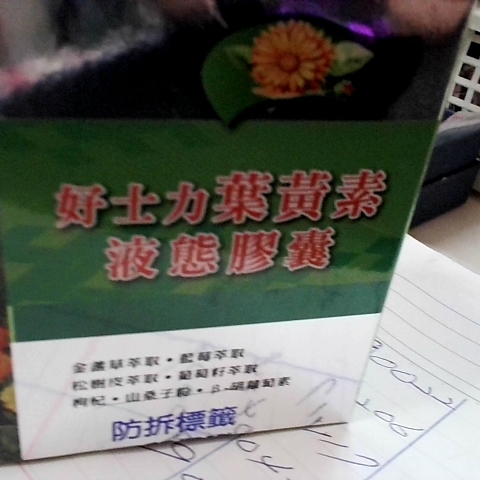 好士力葉黃素
液態膠囊
金盞草萃取・藍莓萃取
松樹皮萃取・葡萄籽萃取
枸杞・山桑子粉・β-胡蘿蔔素
防拆標籤